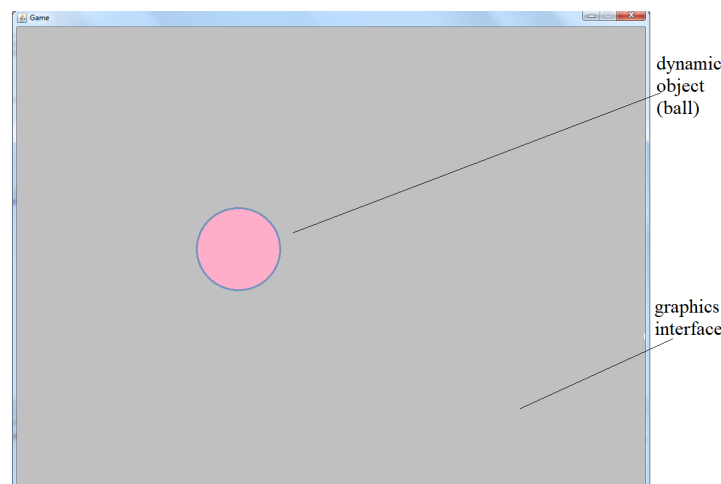 Game
dynamic
object
(ball)
graphics
interface